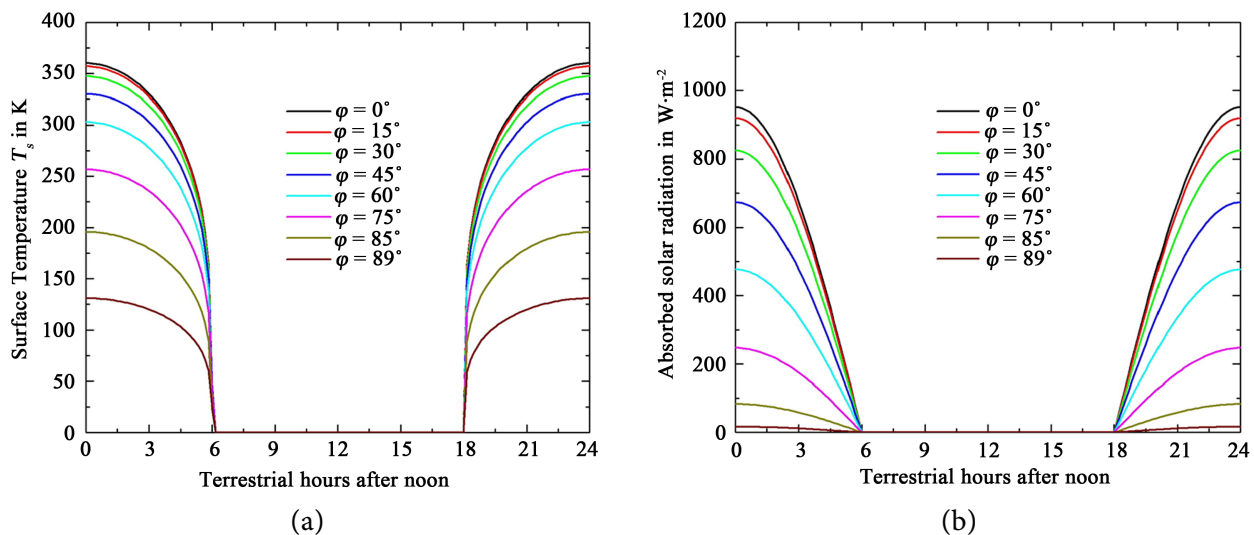 400
350
300
250
200
150
100
50
0
Surface Temperature Tₛ in K
φ = 0°
φ = 15°
φ = 30°
φ = 45°
φ = 60°
φ = 75°
φ = 85°
φ = 89°
0 3 6 9 12 15 18 21 24
Terrestrial hours after noon
(a)
1200
1000
800
600
400
200
0
Absorbed solar radiation in W·m⁻²
φ = 0°
φ = 15°
φ = 30°
φ = 45°
φ = 60°
φ = 75°
φ = 85°
φ = 89°
0 3 6 9 12 15 18 21 24
Terrestrial hours after noon
(b)